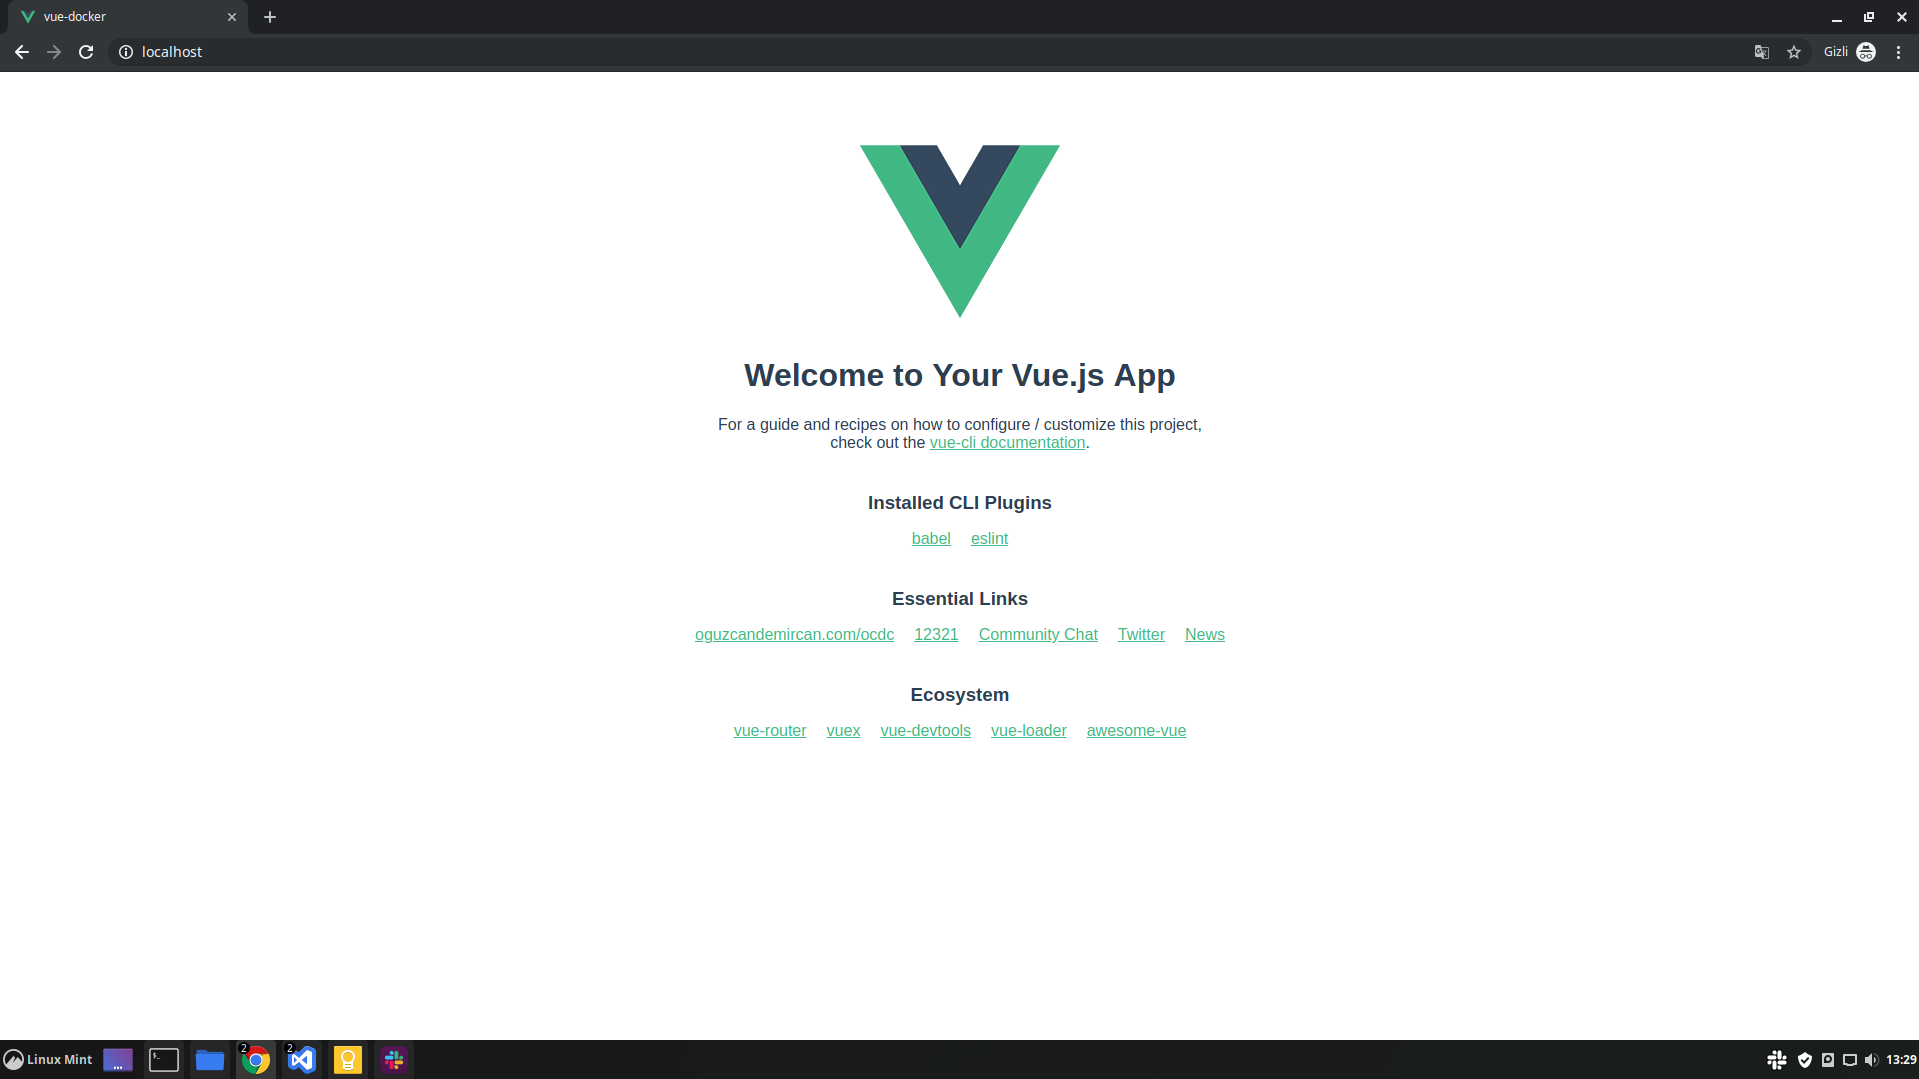 vue-docker
localhost
Gizli
Welcome to Your Vue.js App
For a guide and recipes on how to configure / customize this project,
check out the vue-cli documentation.
Installed CLI Plugins
babel eslint
Essential Links
oguzcandemircan.com/ocdc 12321 Community Chat Twitter News
Ecosystem
vue-router vuex vue-devtools vue-loader awesome-vue
Linux Mint
2
2
13:29